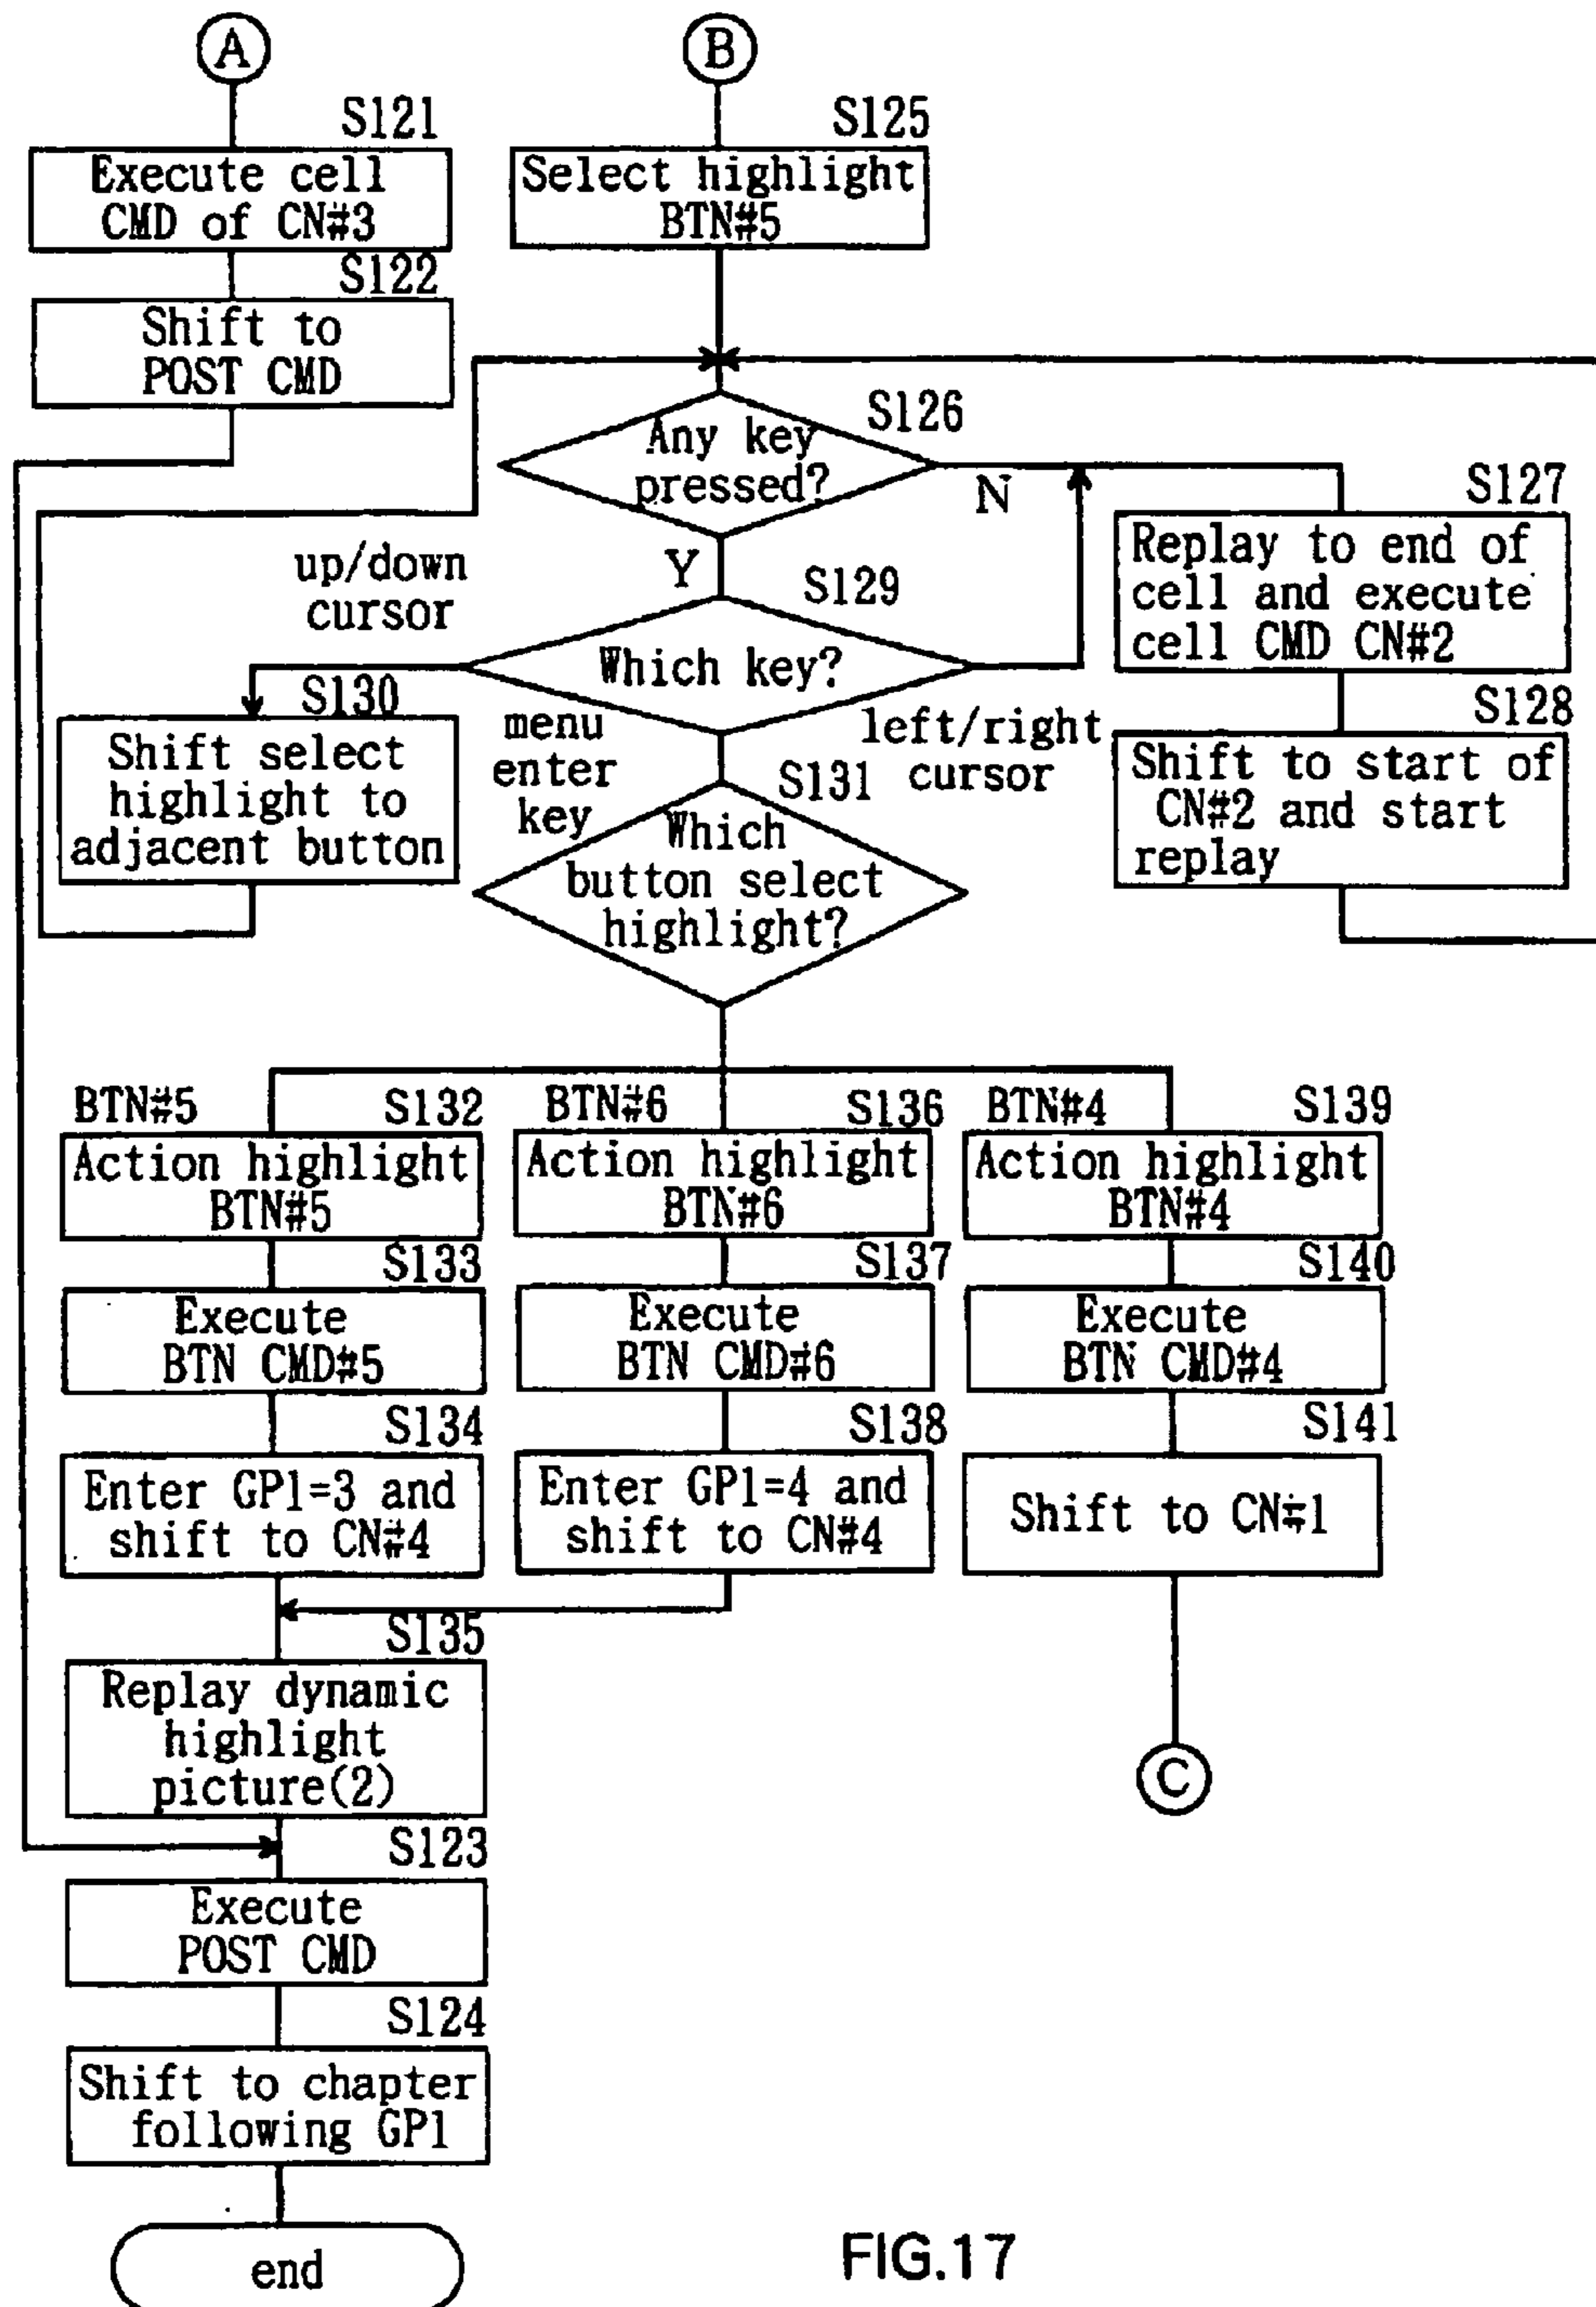 A
S121
Execute cell
CMD of CN#3
S122
Shift to
POST CMD
B
S125
Select highlight
BTN#5
S126
Any key
pressed?
N
Y
S127
Replay to end of
cell and execute
cell CMD CN#2
S128
Shift to start of
CN#2 and start
replay
S129
Which key?
up/down
cursor
S130
Shift select
highlight to
adjacent button
menu
enter
key
left/right
cursor
S131
Which
button select
highlight?
BTN#5
S132
Action highlight
BTN#5
S133
Execute
BTN CMD#5
S134
Enter GP1=3 and
shift to CN#4
BTN#6
S136
Action highlight
BTN#6
S137
Execute
BTN CMD#6
S138
Enter GP1=4 and
shift to CN#4
BTN#4
S139
Action highlight
BTN#4
S140
Execute
BTN CMD#4
S141
Shift to CN#1
C
S135
Replay dynamic
highlight
picture(2)
S123
Execute
POST CMD
S124
Shift to chapter
following GP1
end
FIG.17